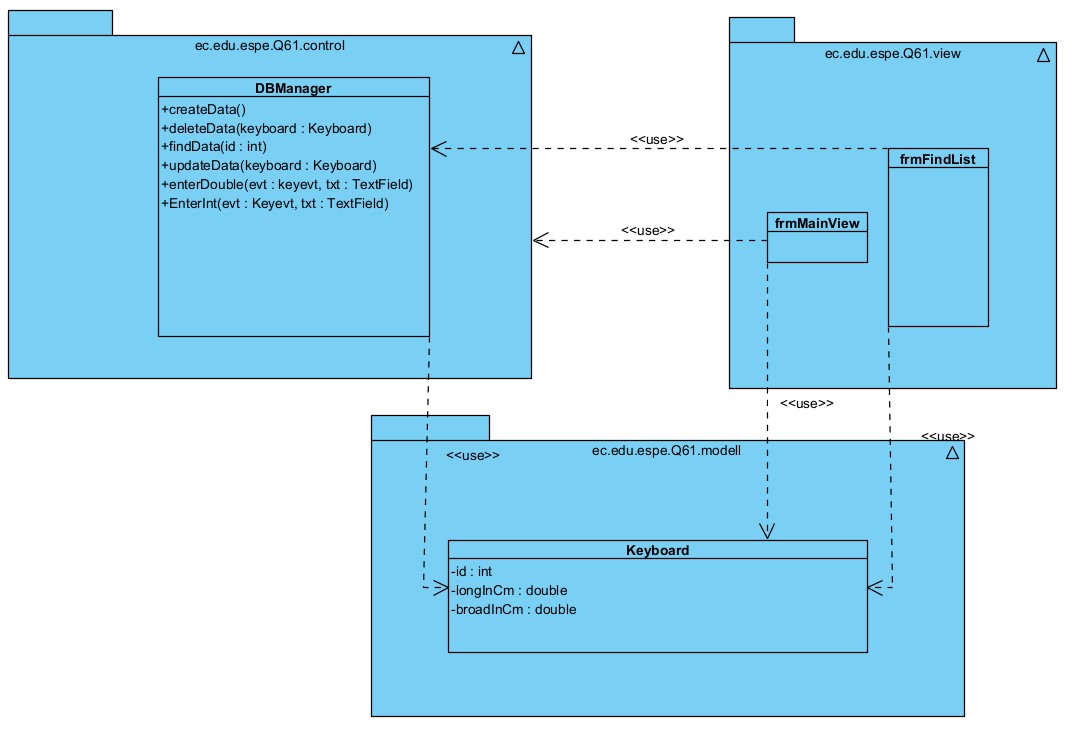 ec.edu.espe.Q61.control
DBManager
+createData()
+deleteData(keyboard : Keyboard)
+findData(id : int)
+updateData(keyboard : Keyboard)
+enterDouble(evt : keyevt, txt : TextField)
+EnterInt(evt : Keyevt, txt : TextField)
ec.edu.espe.Q61.view
<<use>>
frmFindList
frmMainView
<<use>>
<<use>>
<<use>>
<<use>>
ec.edu.espe.Q61.modell
Keyboard
-id : int
-longInCm : double
-broadInCm : double